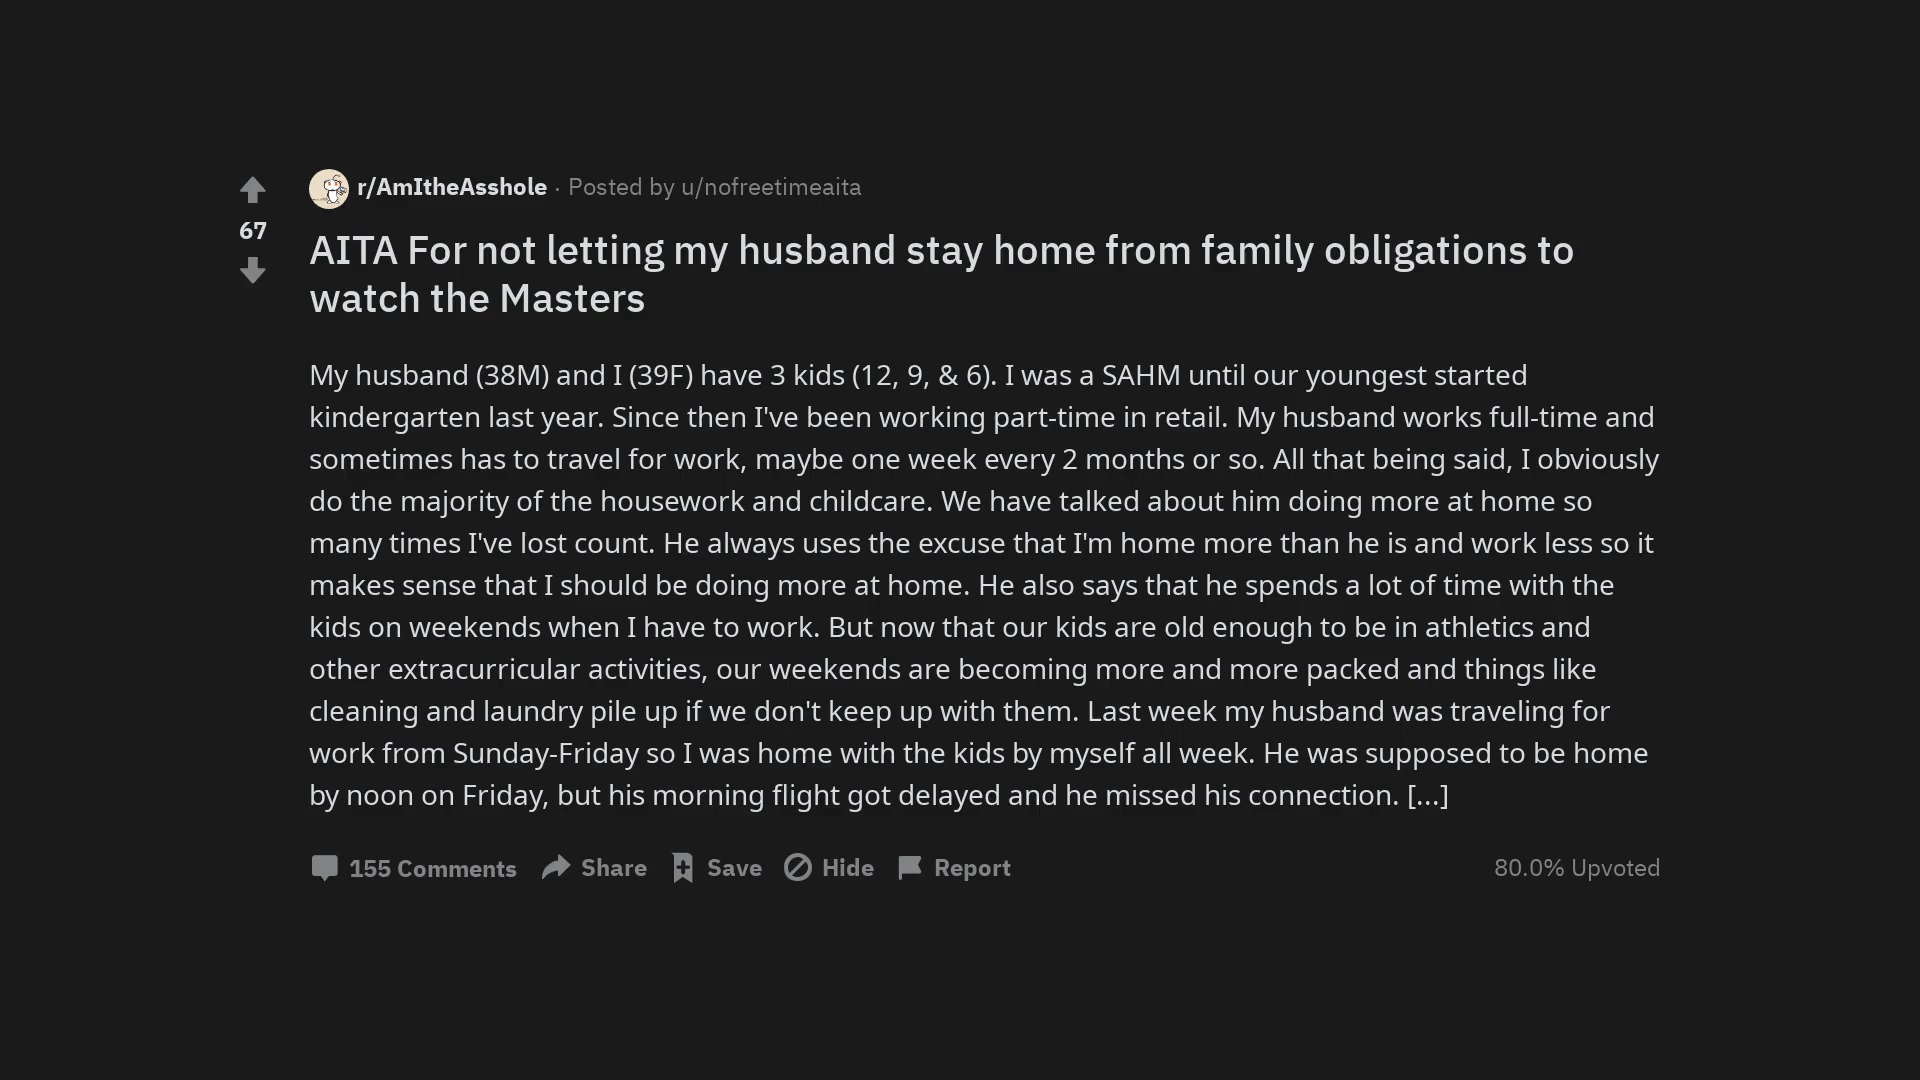 r/AmItheAsshole · Posted by u/nofreetimeaita
67
AITA For not letting my husband stay home from family obligations to
watch the Masters
My husband (38M) and I (39F) have 3 kids (12, 9, & 6). I was a SAHM until our youngest started
kindergarten last year. Since then I've been working part-time in retail. My husband works full-time and
sometimes has to travel for work, maybe one week every 2 months or so. All that being said, I obviously
do the majority of the housework and childcare. We have talked about him doing more at home so
many times I've lost count. He always uses the excuse that I'm home more than he is and work less so it
makes sense that I should be doing more at home. He also says that he spends a lot of time with the
kids on weekends when I have to work. But now that our kids are old enough to be in athletics and
other extracurricular activities, our weekends are becoming more and more packed and things like
cleaning and laundry pile up if we don't keep up with them. Last week my husband was traveling for
work from Sunday-Friday so I was home with the kids by myself all week. He was supposed to be home
by noon on Friday, but his morning flight got delayed and he missed his connection. [...]
155 Comments Share Save Hide Report 80.0% Upvoted